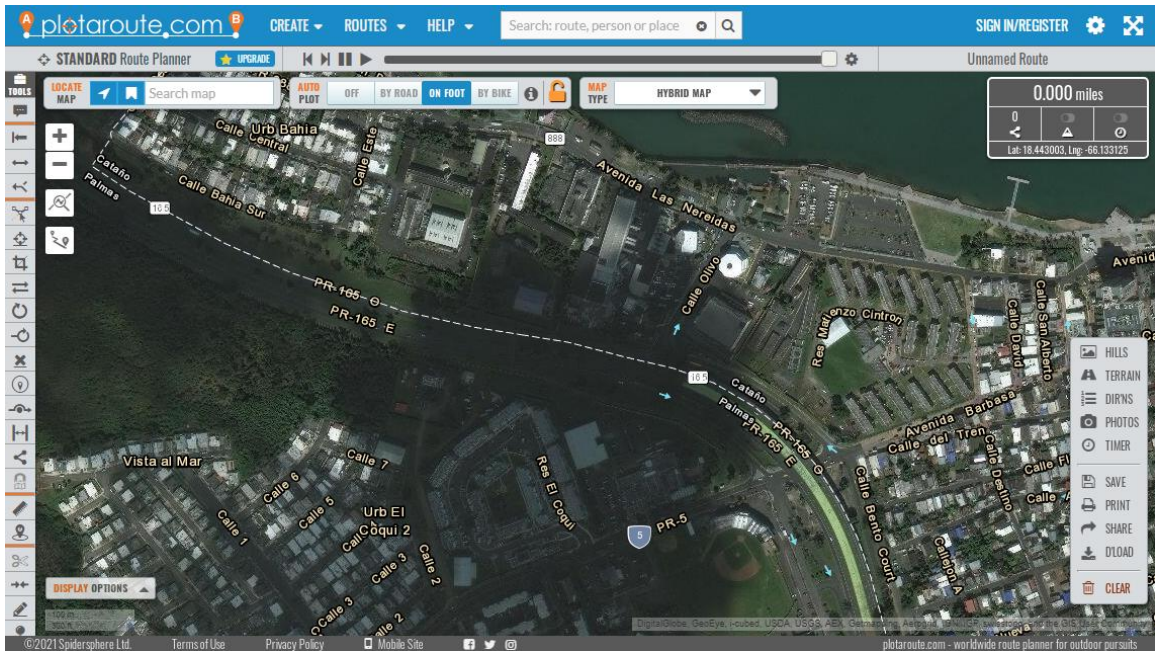 plotaroute.com
CREATE
ROUTES
HELP
Search: route, person or place
SIGN IN/REGISTER
STANDARD Route Planner
UPGRADE
Unnamed Route
TOOLS
LOCATE MAP
Search map
AUTO PLOT
OFF
BY ROAD
ON FOOT
BY BIKE
MAP TYPE
HYBRID MAP
0.000 miles
0
Lat: 18.443003, Lng: -66.133125
Calle Urb Bahia
Central
Calle Este
888
Avenida Las Nereidas
Cataño
Palmas
Calle Bahia Sur
165
Calle Olivo
PR-165 O
PR-165 E
Res Matienzo Cintron
Calle David
Calle San Alberto
165
Cataño
Palmas
PR-165 O
PR-165 E
Avenida Barbosa
Calle del Tren
Calle Destino
Vista al Mar
Calle 7
Calle 6
Calle 5
Calle 1
Urb El
Coqui 2
Calle 3
Calle 2
Res El Coqui
5
PR-5
Calle Bento Court
Callejon A
Calle 3
HILLS
TERRAIN
DIR'NS
PHOTOS
TIMER
SAVE
PRINT
SHARE
D'LOAD
CLEAR
DISPLAY OPTIONS
©2021 Spidersphere Ltd.
Terms of Use
Privacy Policy
Mobile Site
plotaroute.com - worldwide route planner for outdoor pursuits